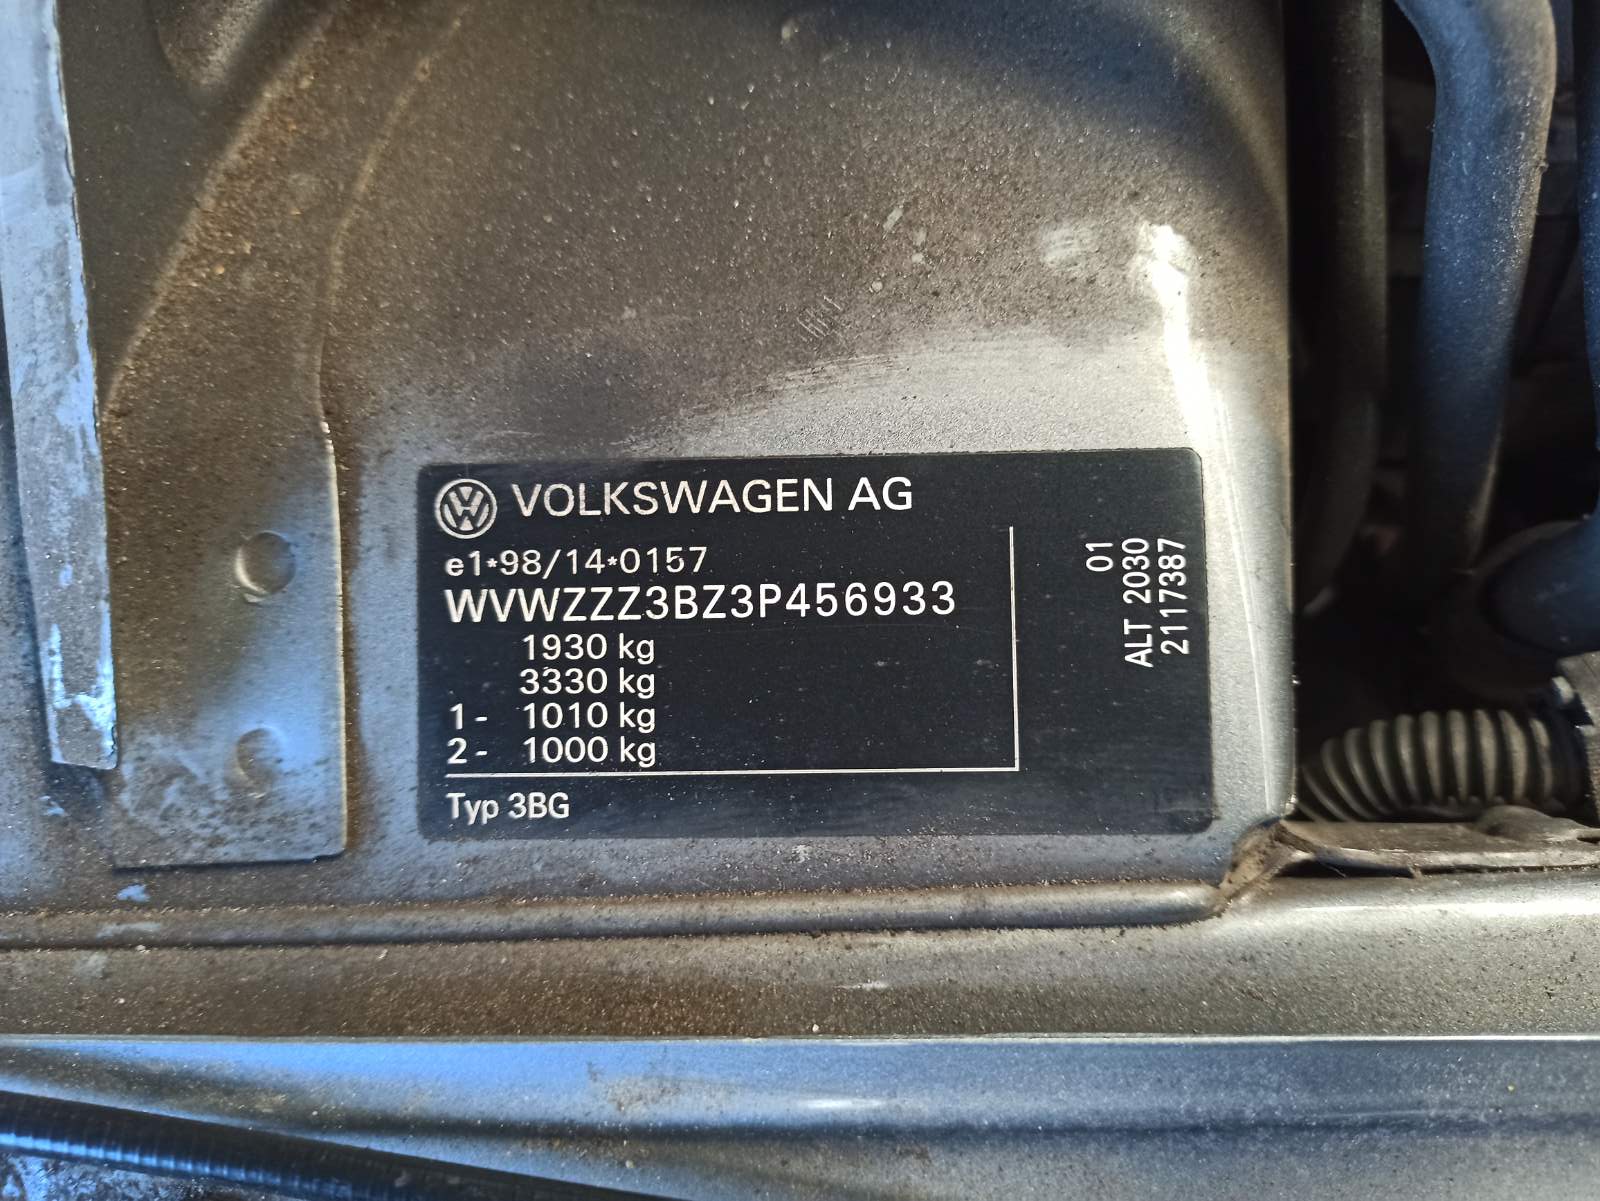 VOLKSWAGEN AG
e1*98/14*0157
WVWZZZ3BZ3P456933
1930 kg
3330 kg
1- 1010 kg
2- 1000 kg
Typ 3BG
01
ALT 2030
2117387